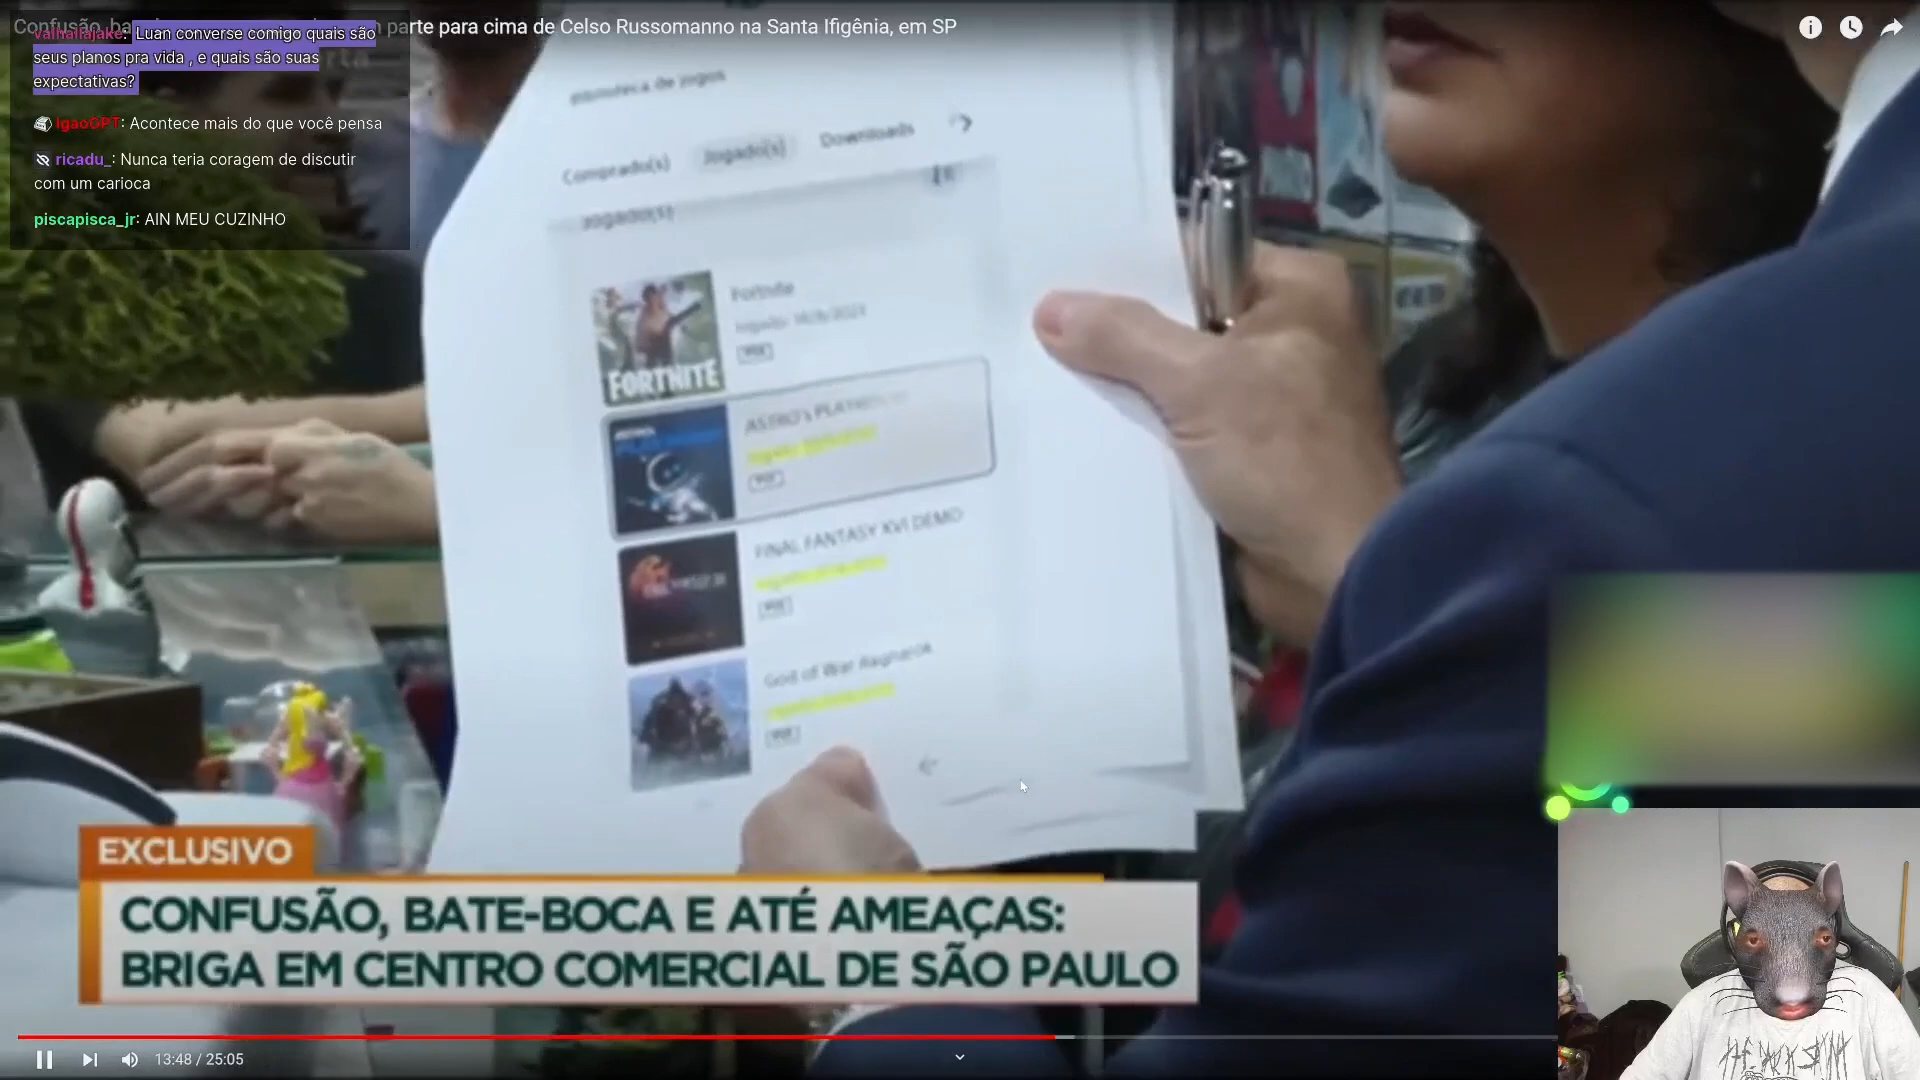 parte para cima de Celso Russomanno na Santa Ifigênia, em SP
valhallajake: Luan converse comigo quais são
seus planos pra vida , e quais são suas
expectativas?
IgaoGPT: Acontece mais do que você pensa
ricadu_: Nunca teria coragem de discutir
com um carioca
piscapisca_jr: AIN MEU CUZINHO
Biblioteca de jogos
Comprado(s) Jogado(s) Downloads
Jogado(s)
Fortnite
FORTNITE
ASTRO's
FINAL FANTASY XVI DEMO
God of War Ragnarök
EXCLUSIVO
CONFUSÃO, BATE-BOCA E ATÉ AMEAÇAS:
BRIGA EM CENTRO COMERCIAL DE SÃO PAULO
13:48 / 25:05